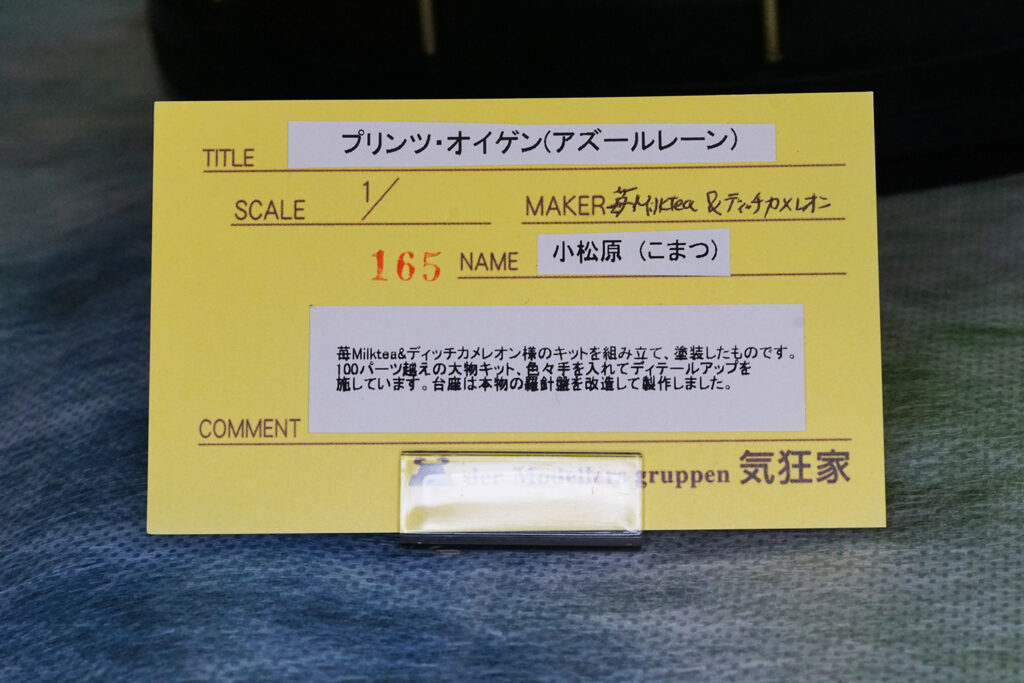 TITLE プリンツ・オイゲン(アズールレーン)
SCALE 1/ MAKER 苺Milktea &ディッチカメレオン
165 NAME 小松原 (こまつ)
苺Milktea&ディッチカメレオン様のキットを組み立て、塗装したものです。
100パーツ越えの大物キット、色々手を入れてディテールアップを
施しています。台座は本物の羅針盤を改造して製作しました。
COMMENT
der Modellers gruppen 気狂家